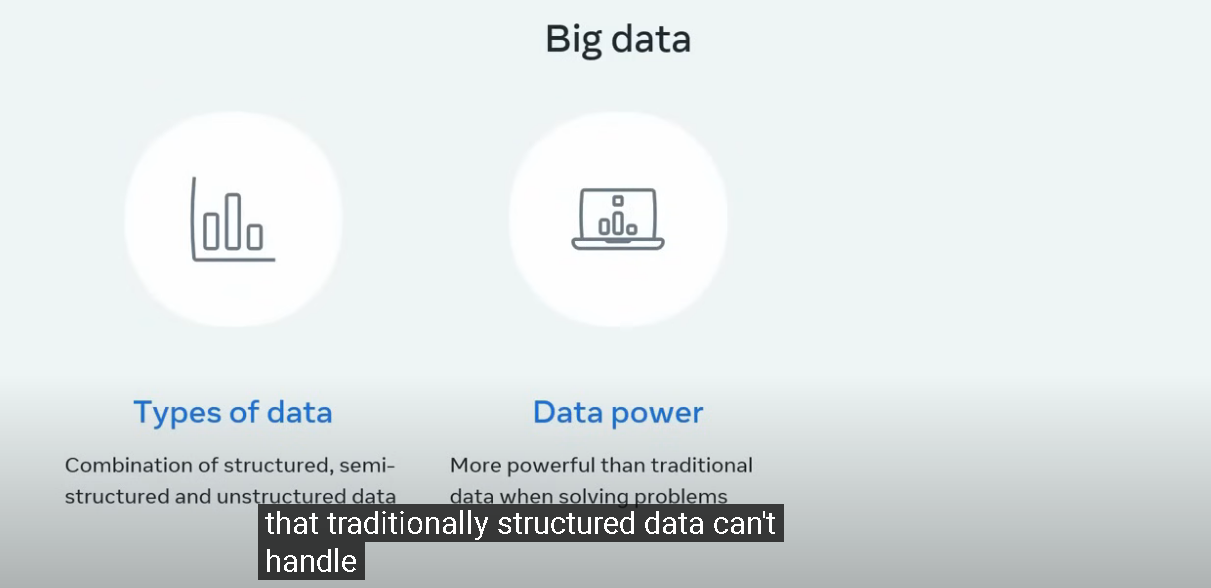 Big data
Types of data
Combination of structured, semi-
structured and unstructured data
Data power
More powerful than traditional
data when solving problems
that traditionally structured data can't
handle